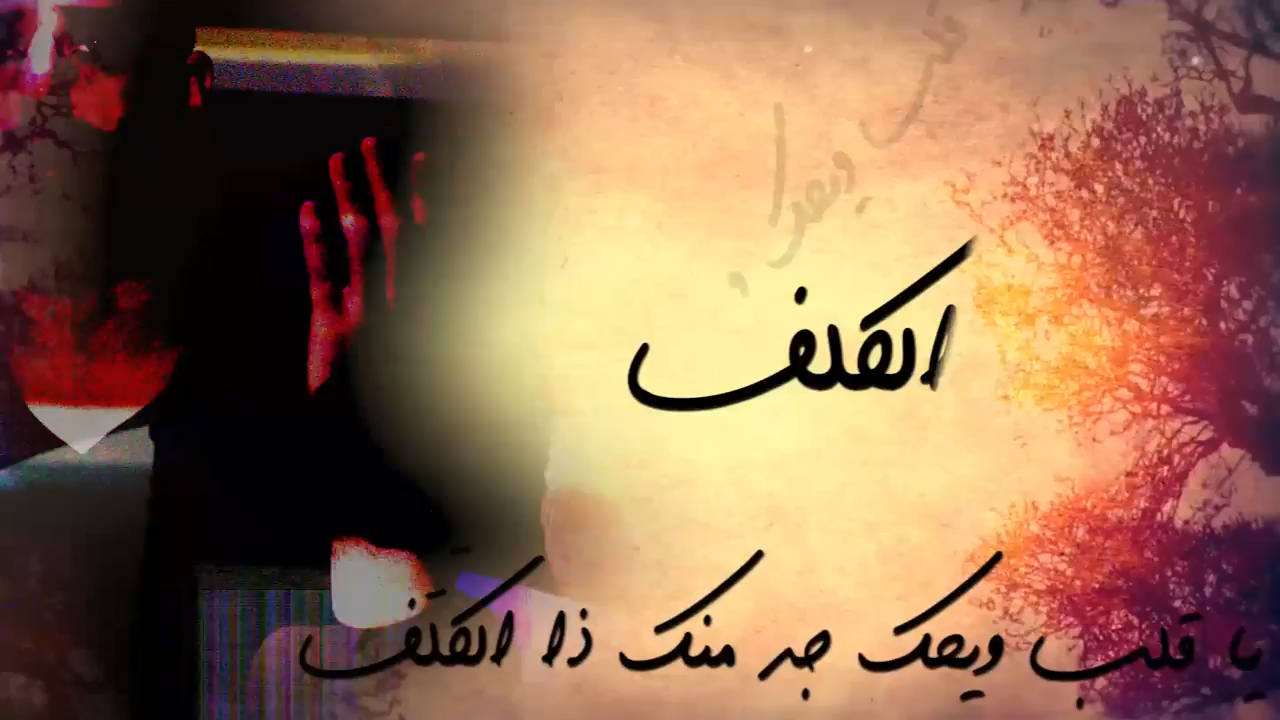 الكلف
يا قلب ويحك جد منك ذا الكلف